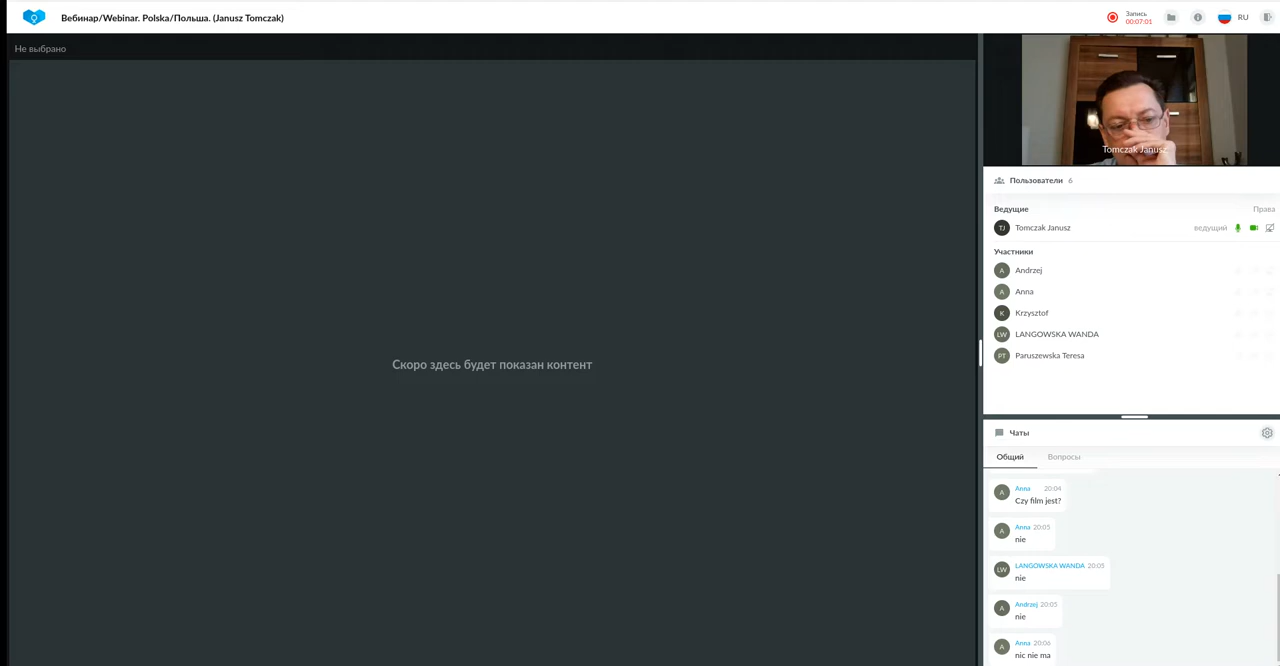 Вебинар/Webinar. Polska/Польша. (Janusz Tomczak)
Запись
00:07:01
RU
Не выбрано
Скоро здесь будет показан контент
Tomczak Janusz
Пользователи 6
Ведущие Права
TJ Tomczak Janusz ведущий
Участники
A Andrzej
A Anna
K Krzysztof
LW LANGOWSKA WANDA
PT Paruszewska Teresa
Чаты
Общий Вопросы
A Anna 20:04
Czy film jest?
A Anna 20:05
nie
LW LANGOWSKA WANDA 20:05
nie
A Andrzej 20:05
nie
A Anna 20:06
nic nie ma